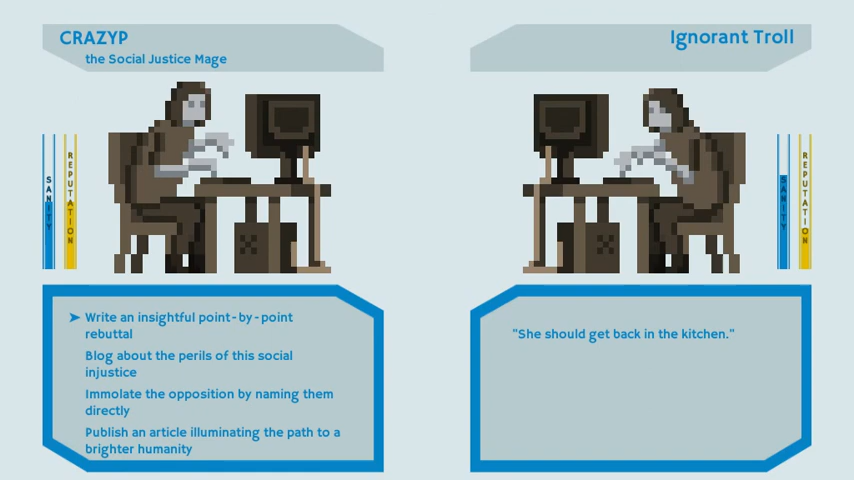 CRAZYP
the Social Justice Mage
Ignorant Troll
SANITY
REPUTATION
SANITY
REPUTATION
➤ Write an insightful point-by-point
rebuttal
Blog about the perils of this social
injustice
Immolate the opposition by naming them
directly
Publish an article illuminating the path to a
brighter humanity
"She should get back in the kitchen."